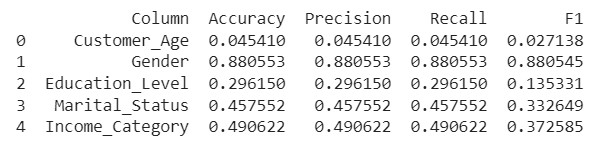 Column Accuracy Precision Recall F1
0 Customer_Age 0.045410 0.045410 0.045410 0.027138
1 Gender 0.880553 0.880553 0.880553 0.880545
2 Education_Level 0.296150 0.296150 0.296150 0.135331
3 Marital_Status 0.457552 0.457552 0.457552 0.332649
4 Income_Category 0.490622 0.490622 0.490622 0.372585